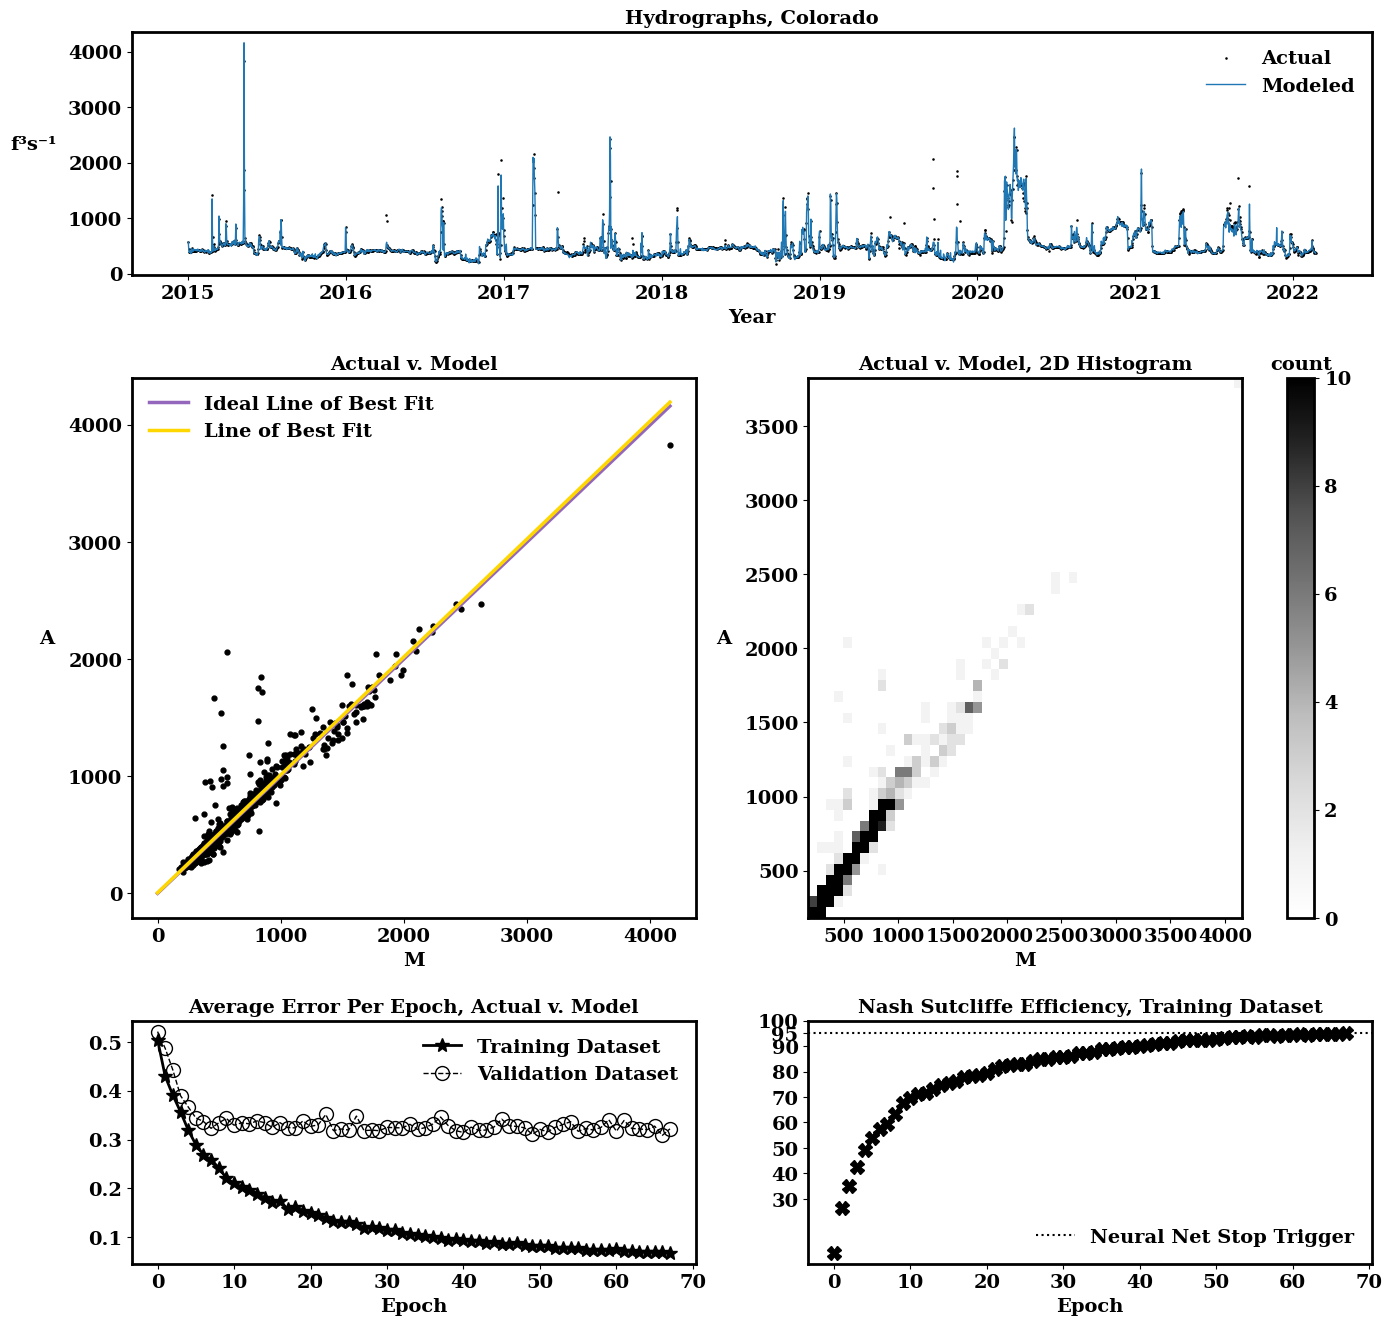 Hydrographs, Colorado
4000
3000
2000
1000
0
f³s⁻¹
Actual
Modeled
2015 2016 2017 2018 2019 2020 2021 2022
Year
Actual v. Model
4000
3000
2000
1000
0
A
Ideal Line of Best Fit
Line of Best Fit
0 1000 2000 3000 4000
M
Actual v. Model, 2D Histogram
3500
3000
2500
2000
1500
1000
500
A
500 1000 1500 2000 2500 3000 3500 4000
M
count
10
8
6
4
2
0
Average Error Per Epoch, Actual v. Model
0.5
0.4
0.3
0.2
0.1
Training Dataset
Validation Dataset
0 10 20 30 40 50 60 70
Epoch
Nash Sutcliffe Efficiency, Training Dataset
100
95
90
80
70
60
50
40
30
Neural Net Stop Trigger
0 10 20 30 40 50 60 70
Epoch